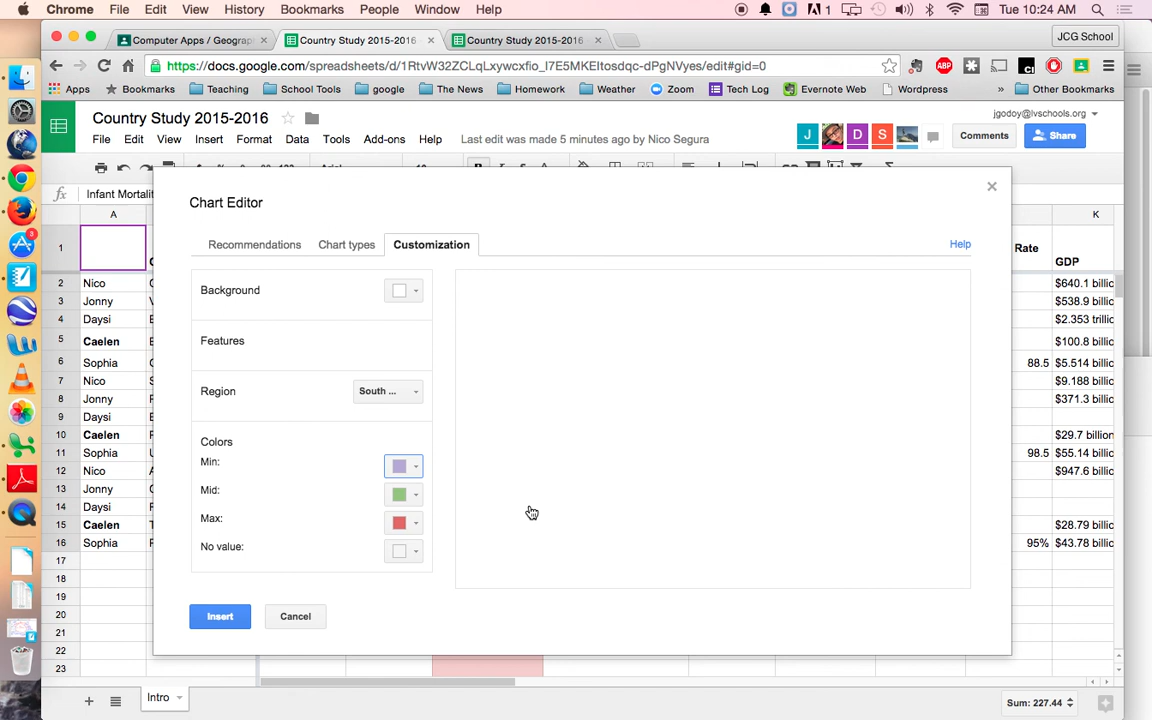 Chrome File Edit View History Bookmarks People Window Help 1 Tue 10:24 AM
Computer Apps / Geograp Country Study 2015-2016 Country Study 2015-2016 JCG School
https://docs.google.com/spreadsheets/d/1RtvW32ZCLqLxywcxfio_I7E5MKEItosdqc-dPgNVyes/edit#gid=0
Apps Bookmarks Teaching School Tools google The News Homework Weather Zoom Tech Log Evernote Web WordPress » Other Bookmarks
Country Study 2015-2016 jgodoy@lvschools.org
File Edit View Insert Format Data Tools Add-ons Help Last edit was made 5 minutes ago by Nico Segura J D S Comments Share
fx Infant Mortalit
Chart Editor
A K
Recommendations Chart types Customization Help
1 Rate GDP
2 Nico $640.1 billic
3 Jonny $538.9 billic
4 Daysi $2.353 trillic
5 Caelen $100.8 billic
6 Sophia 88.5 $5.514 billic
7 Nico $9.188 billic
8 Jonny $371.3 billic
9 Daysi
10 Caelen $29.7 billion
11 Sophia 98.5 $55.14 billic
12 Nico $947.6 billic
13 Jonny
14 Daysi
15 Caelen $28.79 billic
16 Sophia 95% $43.78 billic
17
18
19
20
21
22
23
Background
Features
Region South ...
Colors
Min:
Mid:
Max:
No value:
Insert Cancel
Intro Sum: 227.44